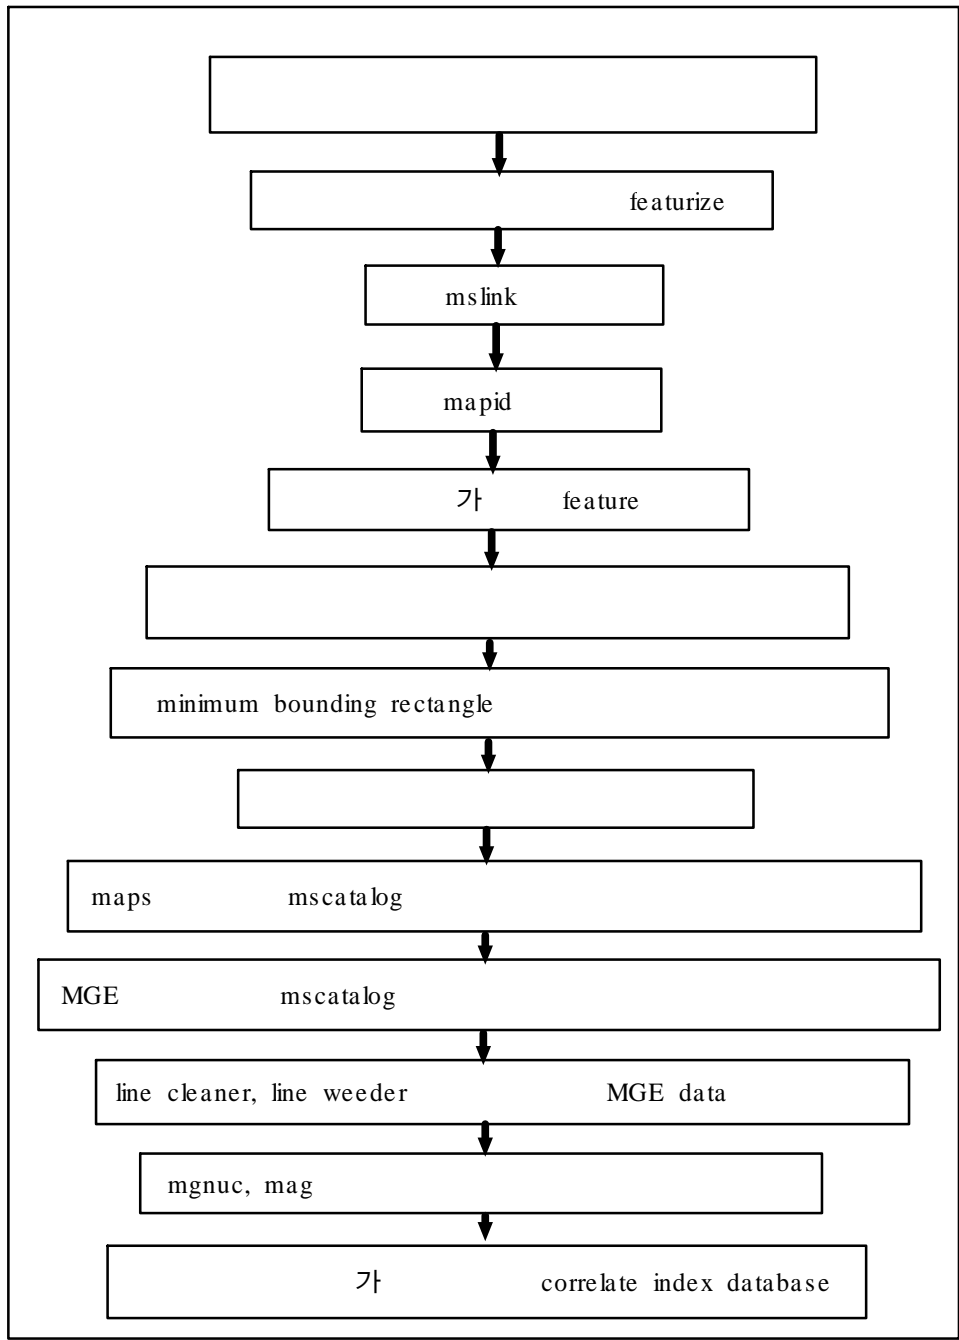 featurize
mslink
mapid
가 feature
minimum bounding rectangle
maps mscatalog
MGE mscatalog
line cleaner, line weeder MGE data
mgnuc, mag
가 correlate index database